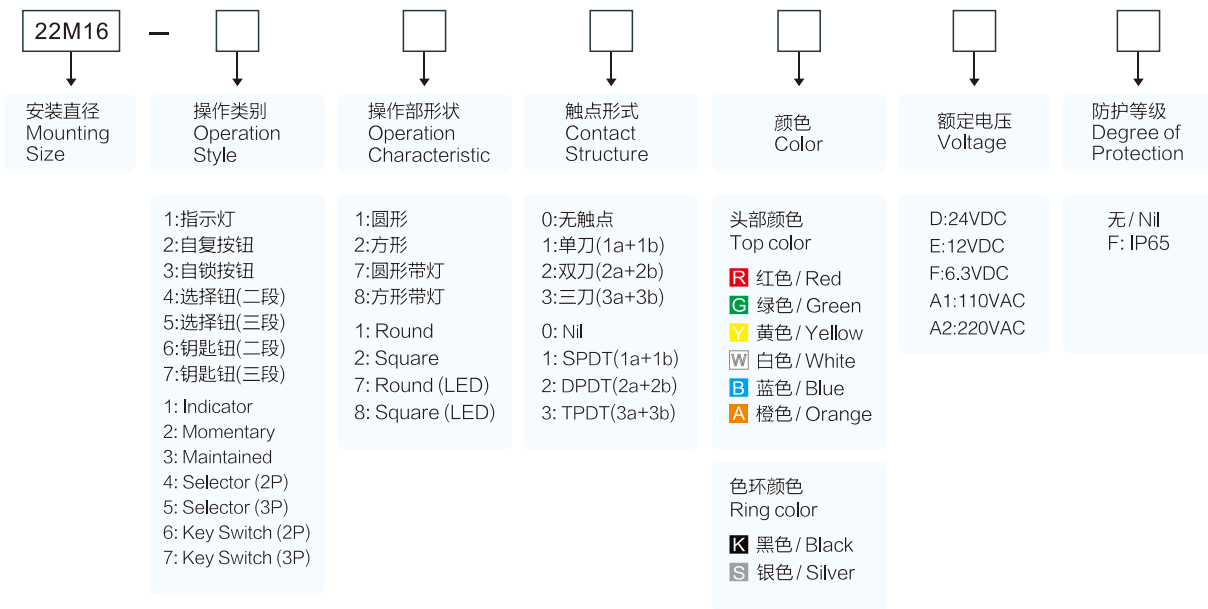 22M16 —
安装直径
Mounting
Size
操作类别
Operation
Style
操作部形状
Operation
Characteristic
触点形式
Contact
Structure
颜色
Color
额定电压
Voltage
防护等级
Degree of
Protection
1:指示灯
2:自复按钮
3:自锁按钮
4:选择钮(二段)
5:选择钮(三段)
6:钥匙钮(二段)
7:钥匙钮(三段)
1: Indicator
2: Momentary
3: Maintained
4: Selector (2P)
5: Selector (3P)
6: Key Switch (2P)
7: Key Switch (3P)
1:圆形
2:方形
7:圆形带灯
8:方形带灯
1: Round
2: Square
7: Round (LED)
8: Square (LED)
0:无触点
1:单刀(1a+1b)
2:双刀(2a+2b)
3:三刀(3a+3b)
0: Nil
1: SPDT(1a+1b)
2: DPDT(2a+2b)
3: TPDT(3a+3b)
头部颜色
Top color
R 红色/Red
G 绿色/Green
Y 黄色/Yellow
W 白色/White
B 蓝色/Blue
A 橙色/Orange
色环颜色
Ring color
K 黑色/Black
S 银色/Silver
D:24VDC
E:12VDC
F:6.3VDC
A1:110VAC
A2:220VAC
无/Nil
F: IP65